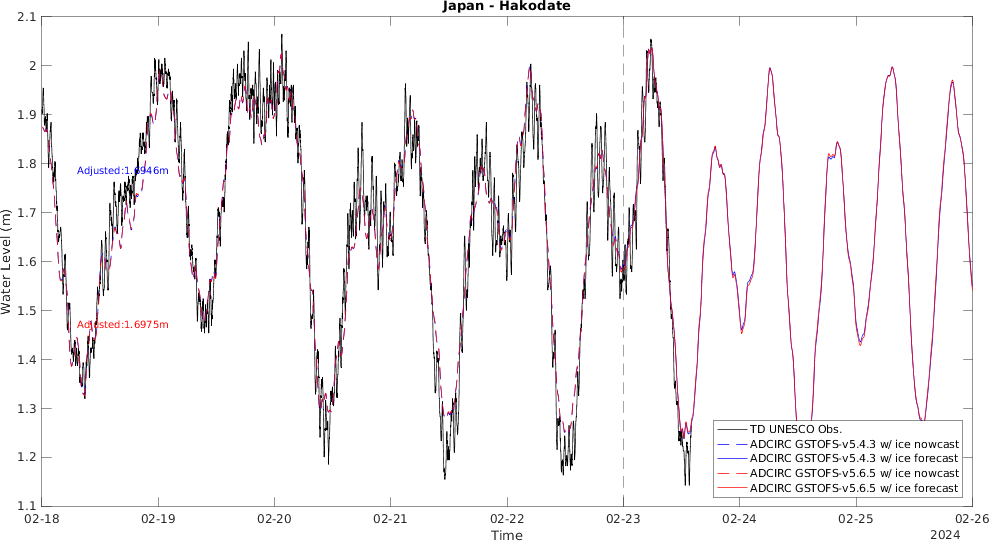 Japan - Hakodate
2.1
2
1.9
1.8
1.7
1.6
1.5
1.4
1.3
1.2
1.1
Water Level (m)
Adjusted:1.6946m
Adjusted:1.6975m
TD UNESCO Obs.
ADCIRC GSTOFS-v5.4.3 w/ ice nowcast
ADCIRC GSTOFS-v5.4.3 w/ ice forecast
ADCIRC GSTOFS-v5.6.5 w/ ice nowcast
ADCIRC GSTOFS-v5.6.5 w/ ice forecast
02-18 02-19 02-20 02-21 02-22 02-23 02-24 02-25 02-26
Time
2024